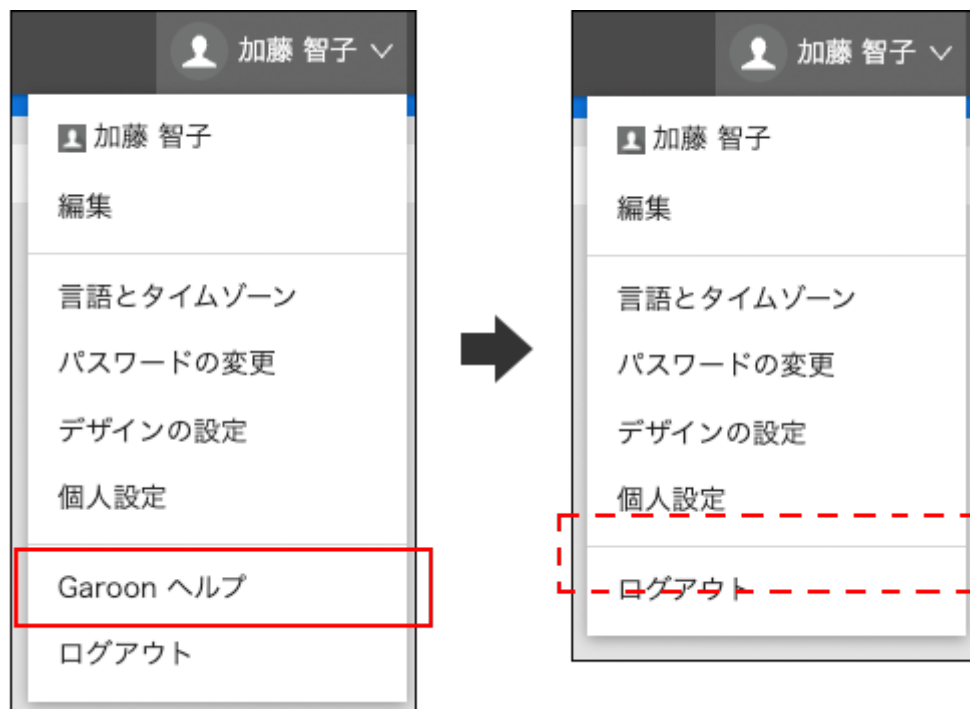 加藤 智子
加藤 智子
編集
言語とタイムゾーン
パスワードの変更
デザインの設定
個人設定
Garoon ヘルプ
ログアウト
加藤 智子
加藤 智子
編集
言語とタイムゾーン
パスワードの変更
デザインの設定
個人設定
ログアウト